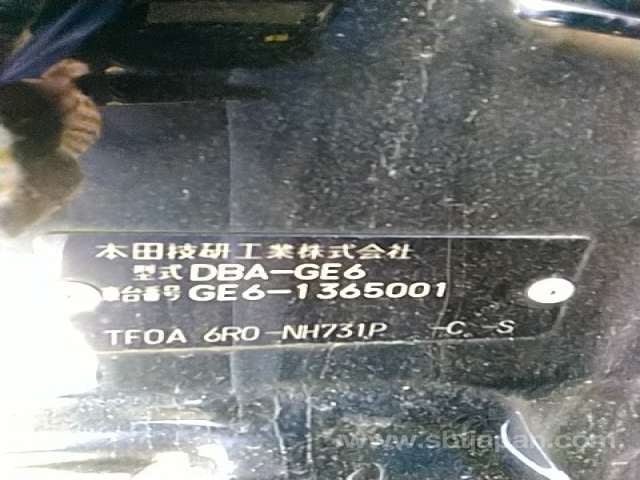 本田技研工業株式会社
型式 DBA-GE6
車台番号 GE6-1365001
TF0A 6R0-NH731P -C -S
www.sbtjapan.com